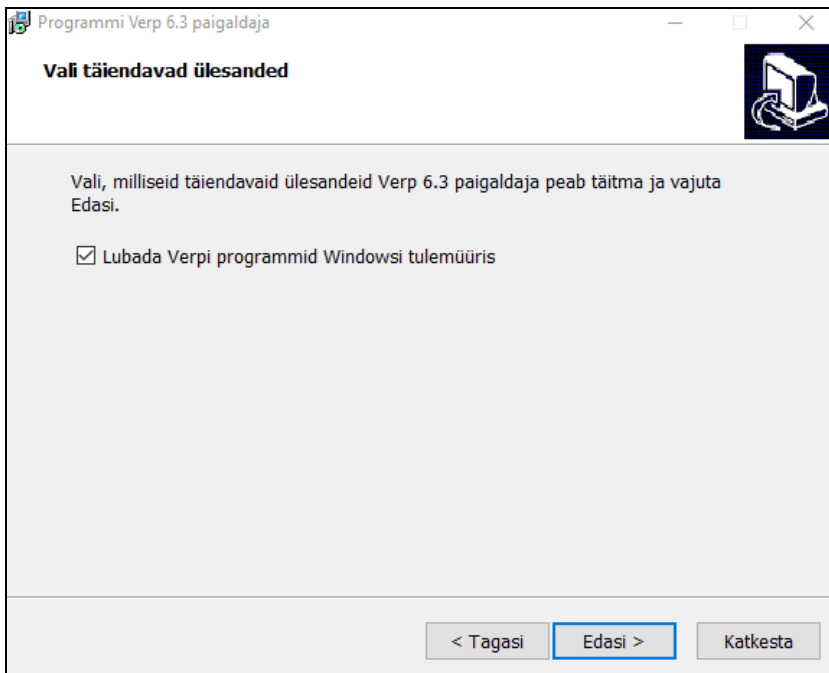 Programmi Verp 6.3 paigaldaja
Vali täiendavad ülesanded
Vali, milliseid täiendavaid ülesandeid Verp 6.3 paigaldaja peab täitma ja vajuta
Edasi.
Lubada Verpi programmid Windowsi tulemüüris
< Tagasi
Edasi >
Katkesta